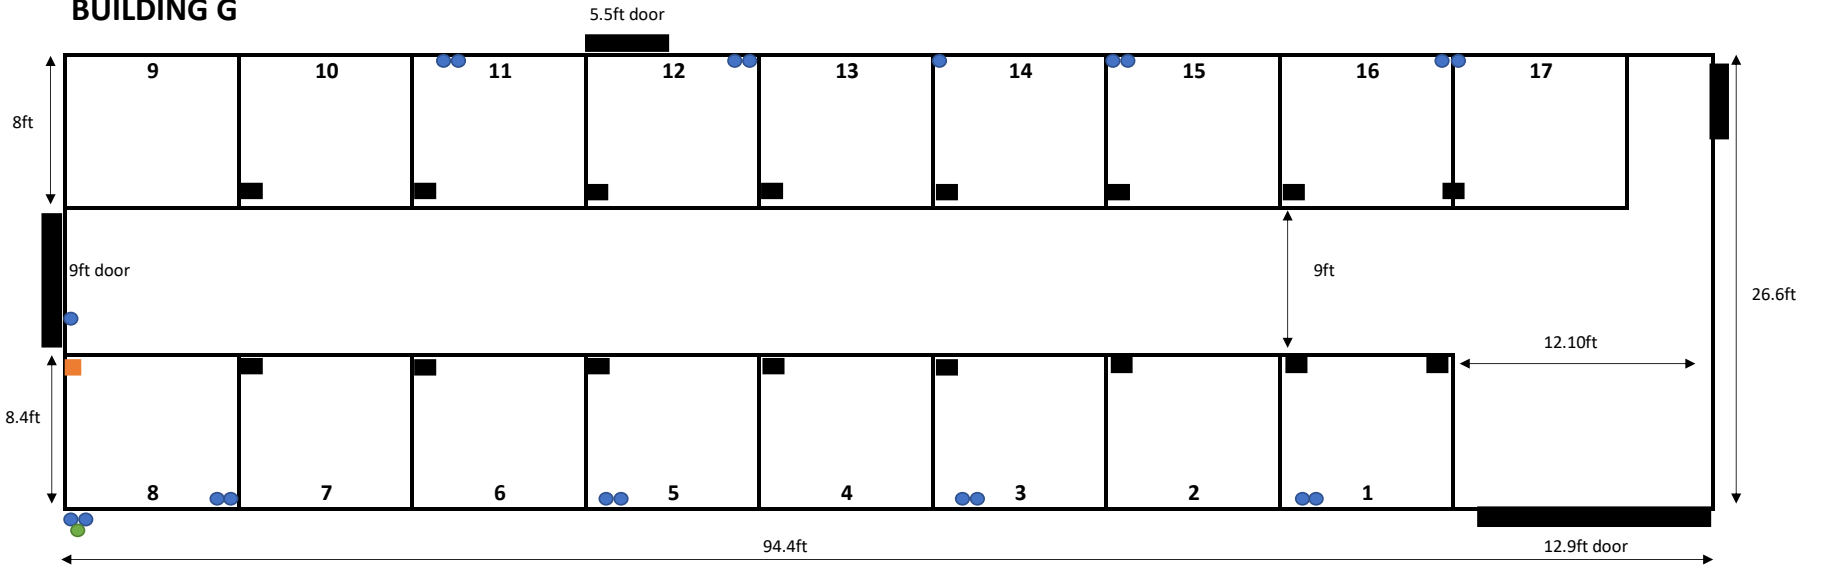 BUILDING G
5.5ft door
9 10 11 12 13 14 15 16 17
8ft
9ft door
9ft
26.6ft
12.10ft
8.4ft
8 7 6 5 4 3 2 1
94.4ft
12.9ft door